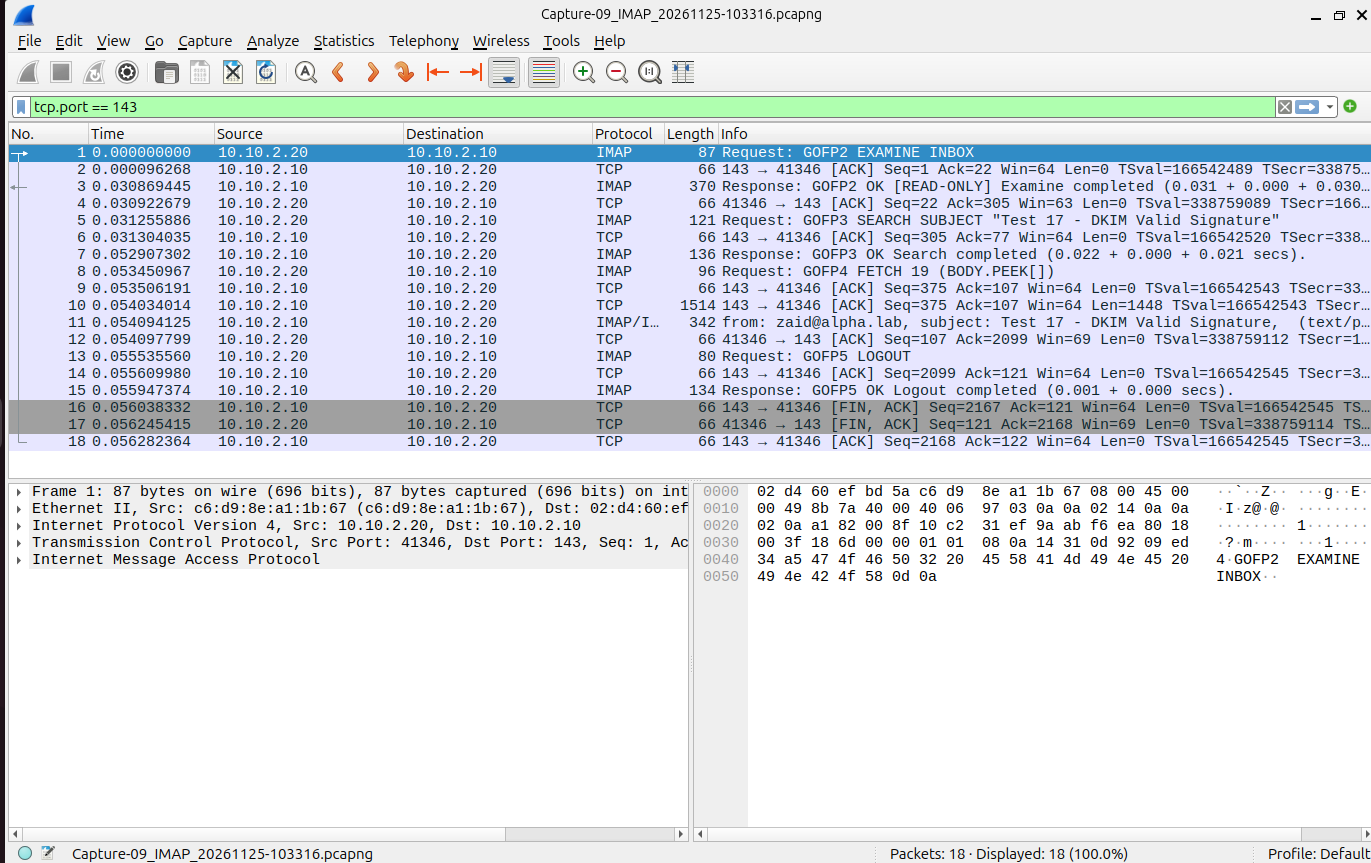 Capture-09_IMAP_20261125-103316.pcapng
File Edit View Go Capture Analyze Statistics Telephony Wireless Tools Help
tcp.port == 143
No. Time Source Destination Protocol Length Info
1 0.000000000 10.10.2.20 10.10.2.10 IMAP 87 Request: GOFP2 EXAMINE INBOX
2 0.000096268 10.10.2.10 10.10.2.20 TCP 66 143 → 41346 [ACK] Seq=1 Ack=22 Win=64 Len=0 TSval=166542489 TSecr=33875…
3 0.030869445 10.10.2.10 10.10.2.20 IMAP 370 Response: GOFP2 OK [READ-ONLY] Examine completed (0.031 + 0.000 + 0.030…
4 0.030922679 10.10.2.20 10.10.2.10 TCP 66 41346 → 143 [ACK] Seq=22 Ack=305 Win=63 Len=0 TSval=338759089 TSecr=166…
5 0.031255886 10.10.2.20 10.10.2.10 IMAP 121 Request: GOFP3 SEARCH SUBJECT "Test 17 - DKIM Valid Signature"
6 0.031304035 10.10.2.10 10.10.2.20 TCP 66 143 → 41346 [ACK] Seq=305 Ack=77 Win=64 Len=0 TSval=166542520 TSecr=338…
7 0.052907302 10.10.2.10 10.10.2.20 IMAP 136 Response: GOFP3 OK Search completed (0.022 + 0.000 + 0.021 secs).
8 0.053450967 10.10.2.20 10.10.2.10 IMAP 96 Request: GOFP4 FETCH 19 (BODY.PEEK[])
9 0.053506191 10.10.2.10 10.10.2.20 TCP 66 143 → 41346 [ACK] Seq=375 Ack=107 Win=64 Len=0 TSval=166542543 TSecr=33…
10 0.054034014 10.10.2.10 10.10.2.20 TCP 1514 143 → 41346 [ACK] Seq=375 Ack=107 Win=64 Len=1448 TSval=166542543 TSecr…
11 0.054094125 10.10.2.10 10.10.2.20 IMAP/I… 342 from: zaid@alpha.lab, subject: Test 17 - DKIM Valid Signature, (text/p…
12 0.054097799 10.10.2.20 10.10.2.10 TCP 66 41346 → 143 [ACK] Seq=107 Ack=2099 Win=69 Len=0 TSval=338759112 TSecr=1…
13 0.055535560 10.10.2.20 10.10.2.10 IMAP 80 Request: GOFP5 LOGOUT
14 0.055609980 10.10.2.10 10.10.2.20 TCP 66 143 → 41346 [ACK] Seq=2099 Ack=121 Win=64 Len=0 TSval=166542545 TSecr=3…
15 0.055947374 10.10.2.10 10.10.2.20 IMAP 134 Response: GOFP5 OK Logout completed (0.001 + 0.000 secs).
16 0.056038332 10.10.2.10 10.10.2.20 TCP 66 143 → 41346 [FIN, ACK] Seq=2167 Ack=121 Win=64 Len=0 TSval=166542545 TS…
17 0.056245415 10.10.2.20 10.10.2.10 TCP 66 41346 → 143 [FIN, ACK] Seq=121 Ack=2168 Win=69 Len=0 TSval=338759114 TS…
18 0.056282364 10.10.2.10 10.10.2.20 TCP 66 143 → 41346 [ACK] Seq=2168 Ack=122 Win=64 Len=0 TSval=166542545 TSecr=3…
Frame 1: 87 bytes on wire (696 bits), 87 bytes captured (696 bits) on int
Ethernet II, Src: c6:d9:8e:a1:1b:67 (c6:d9:8e:a1:1b:67), Dst: 02:d4:60:ef
Internet Protocol Version 4, Src: 10.10.2.20, Dst: 10.10.2.10
Transmission Control Protocol, Src Port: 41346, Dst Port: 143, Seq: 1, Ac
Internet Message Access Protocol
0000 02 d4 60 ef bd 5a c6 d9 8e a1 1b 67 08 00 45 00 ··`··Z·· ···g··E·
0010 00 49 8b 7a 40 00 40 06 97 03 0a 0a 02 14 0a 0a ·I·z@·@· ········
0020 02 0a a1 82 00 8f 10 c2 31 ef 9a ab f6 ea 80 18 ········ 1·······
0030 00 3f 18 6d 00 00 01 01 08 0a 14 31 0d 92 09 ed ·?·m···· ···1····
0040 34 a5 47 4f 46 50 32 20 45 58 41 4d 49 4e 45 20 4·GOFP2 EXAMINE
0050 49 4e 42 4f 58 0d 0a INBOX··
Capture-09_IMAP_20261125-103316.pcapng
Packets: 18 · Displayed: 18 (100.0%)
Profile: Default